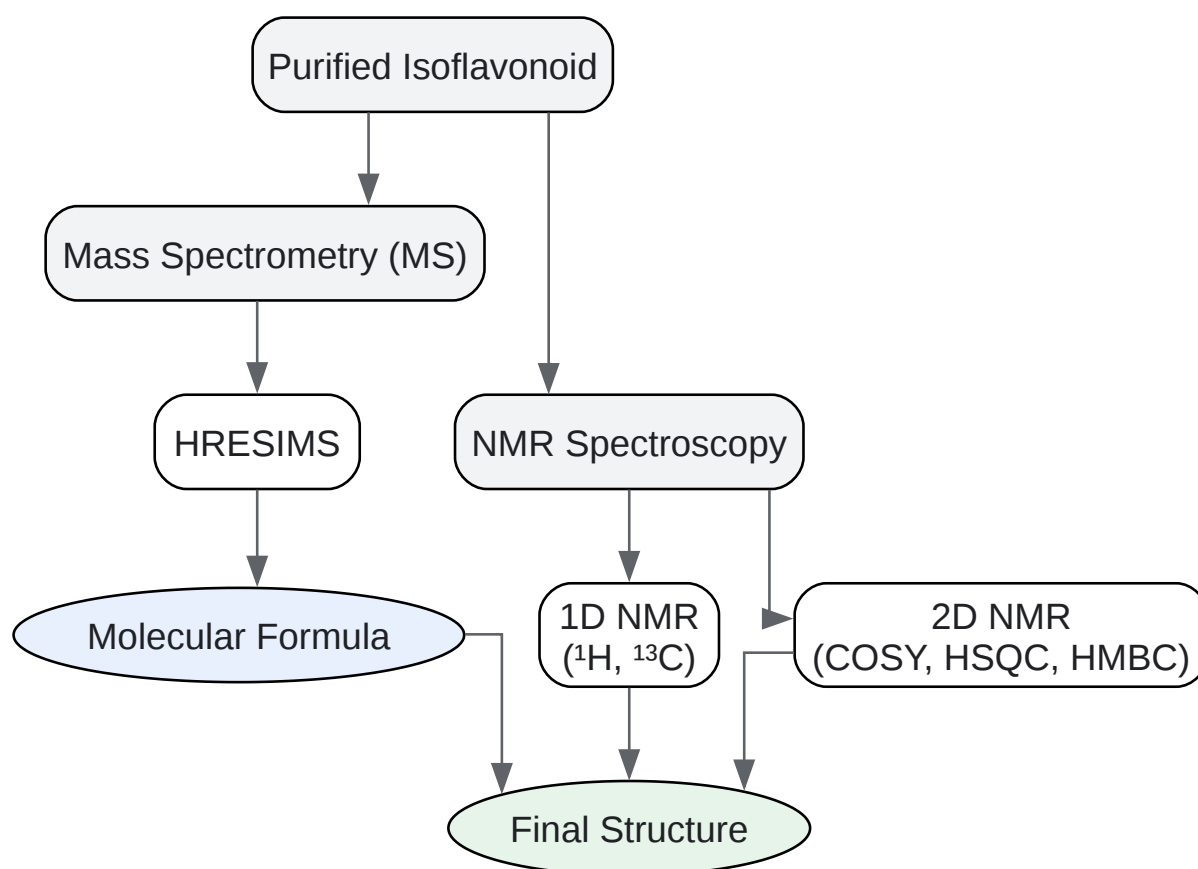 Purified Isoflavonoid
Mass Spectrometry (MS)
HRESIMS
NMR Spectroscopy
Molecular Formula
1D NMR
(¹H, ¹³C)
2D NMR
(COSY, HSQC, HMBC)
Final Structure